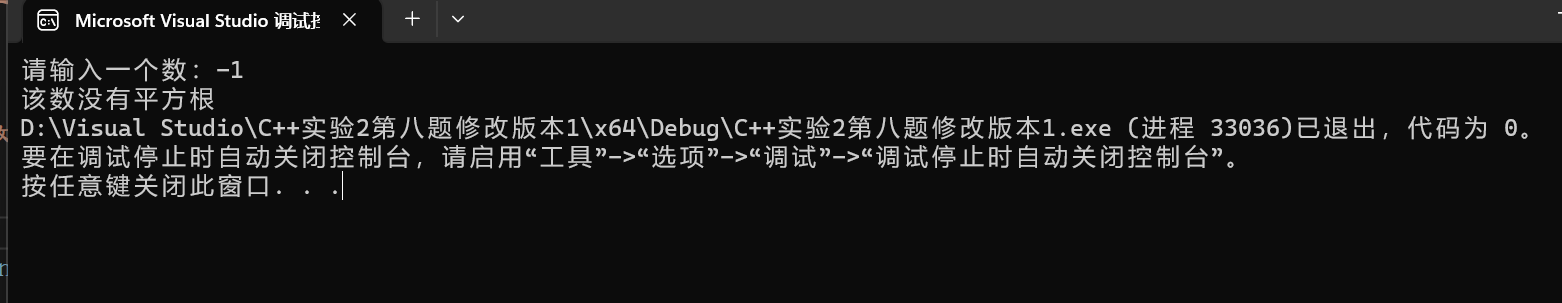 Microsoft Visual Studio 调试
请输入一个数：-1
该数没有平方根
D:\Visual Studio\C++实验2第八题修改版本1\x64\Debug\C++实验2第八题修改版本1.exe (进程 33036)已退出，代码为 0。
要在调试停止时自动关闭控制台，请启用“工具”->“选项”->“调试”->“调试停止时自动关闭控制台”。
按任意键关闭此窗口. . .